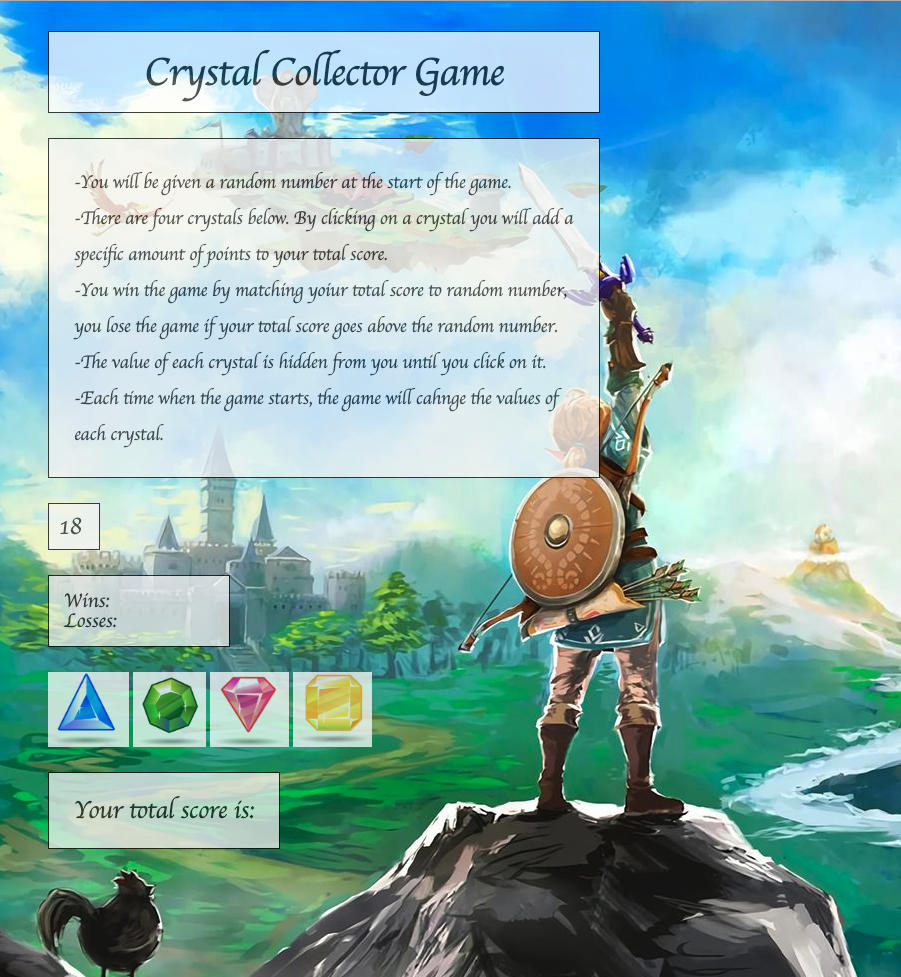 Crystal Collector Game
-You will be given a random number at the start of the game.
-There are four crystals below. By clicking on a crystal you will add a
specific amount of points to your total score.
-You win the game by matching yoiur total score to random number,
you lose the game if your total score goes above the random number.
-The value of each crystal is hidden from you until you click on it.
-Each time when the game starts, the game will cahnge the values of
each crystal.
18
Wins:
Losses:
Your total score is: